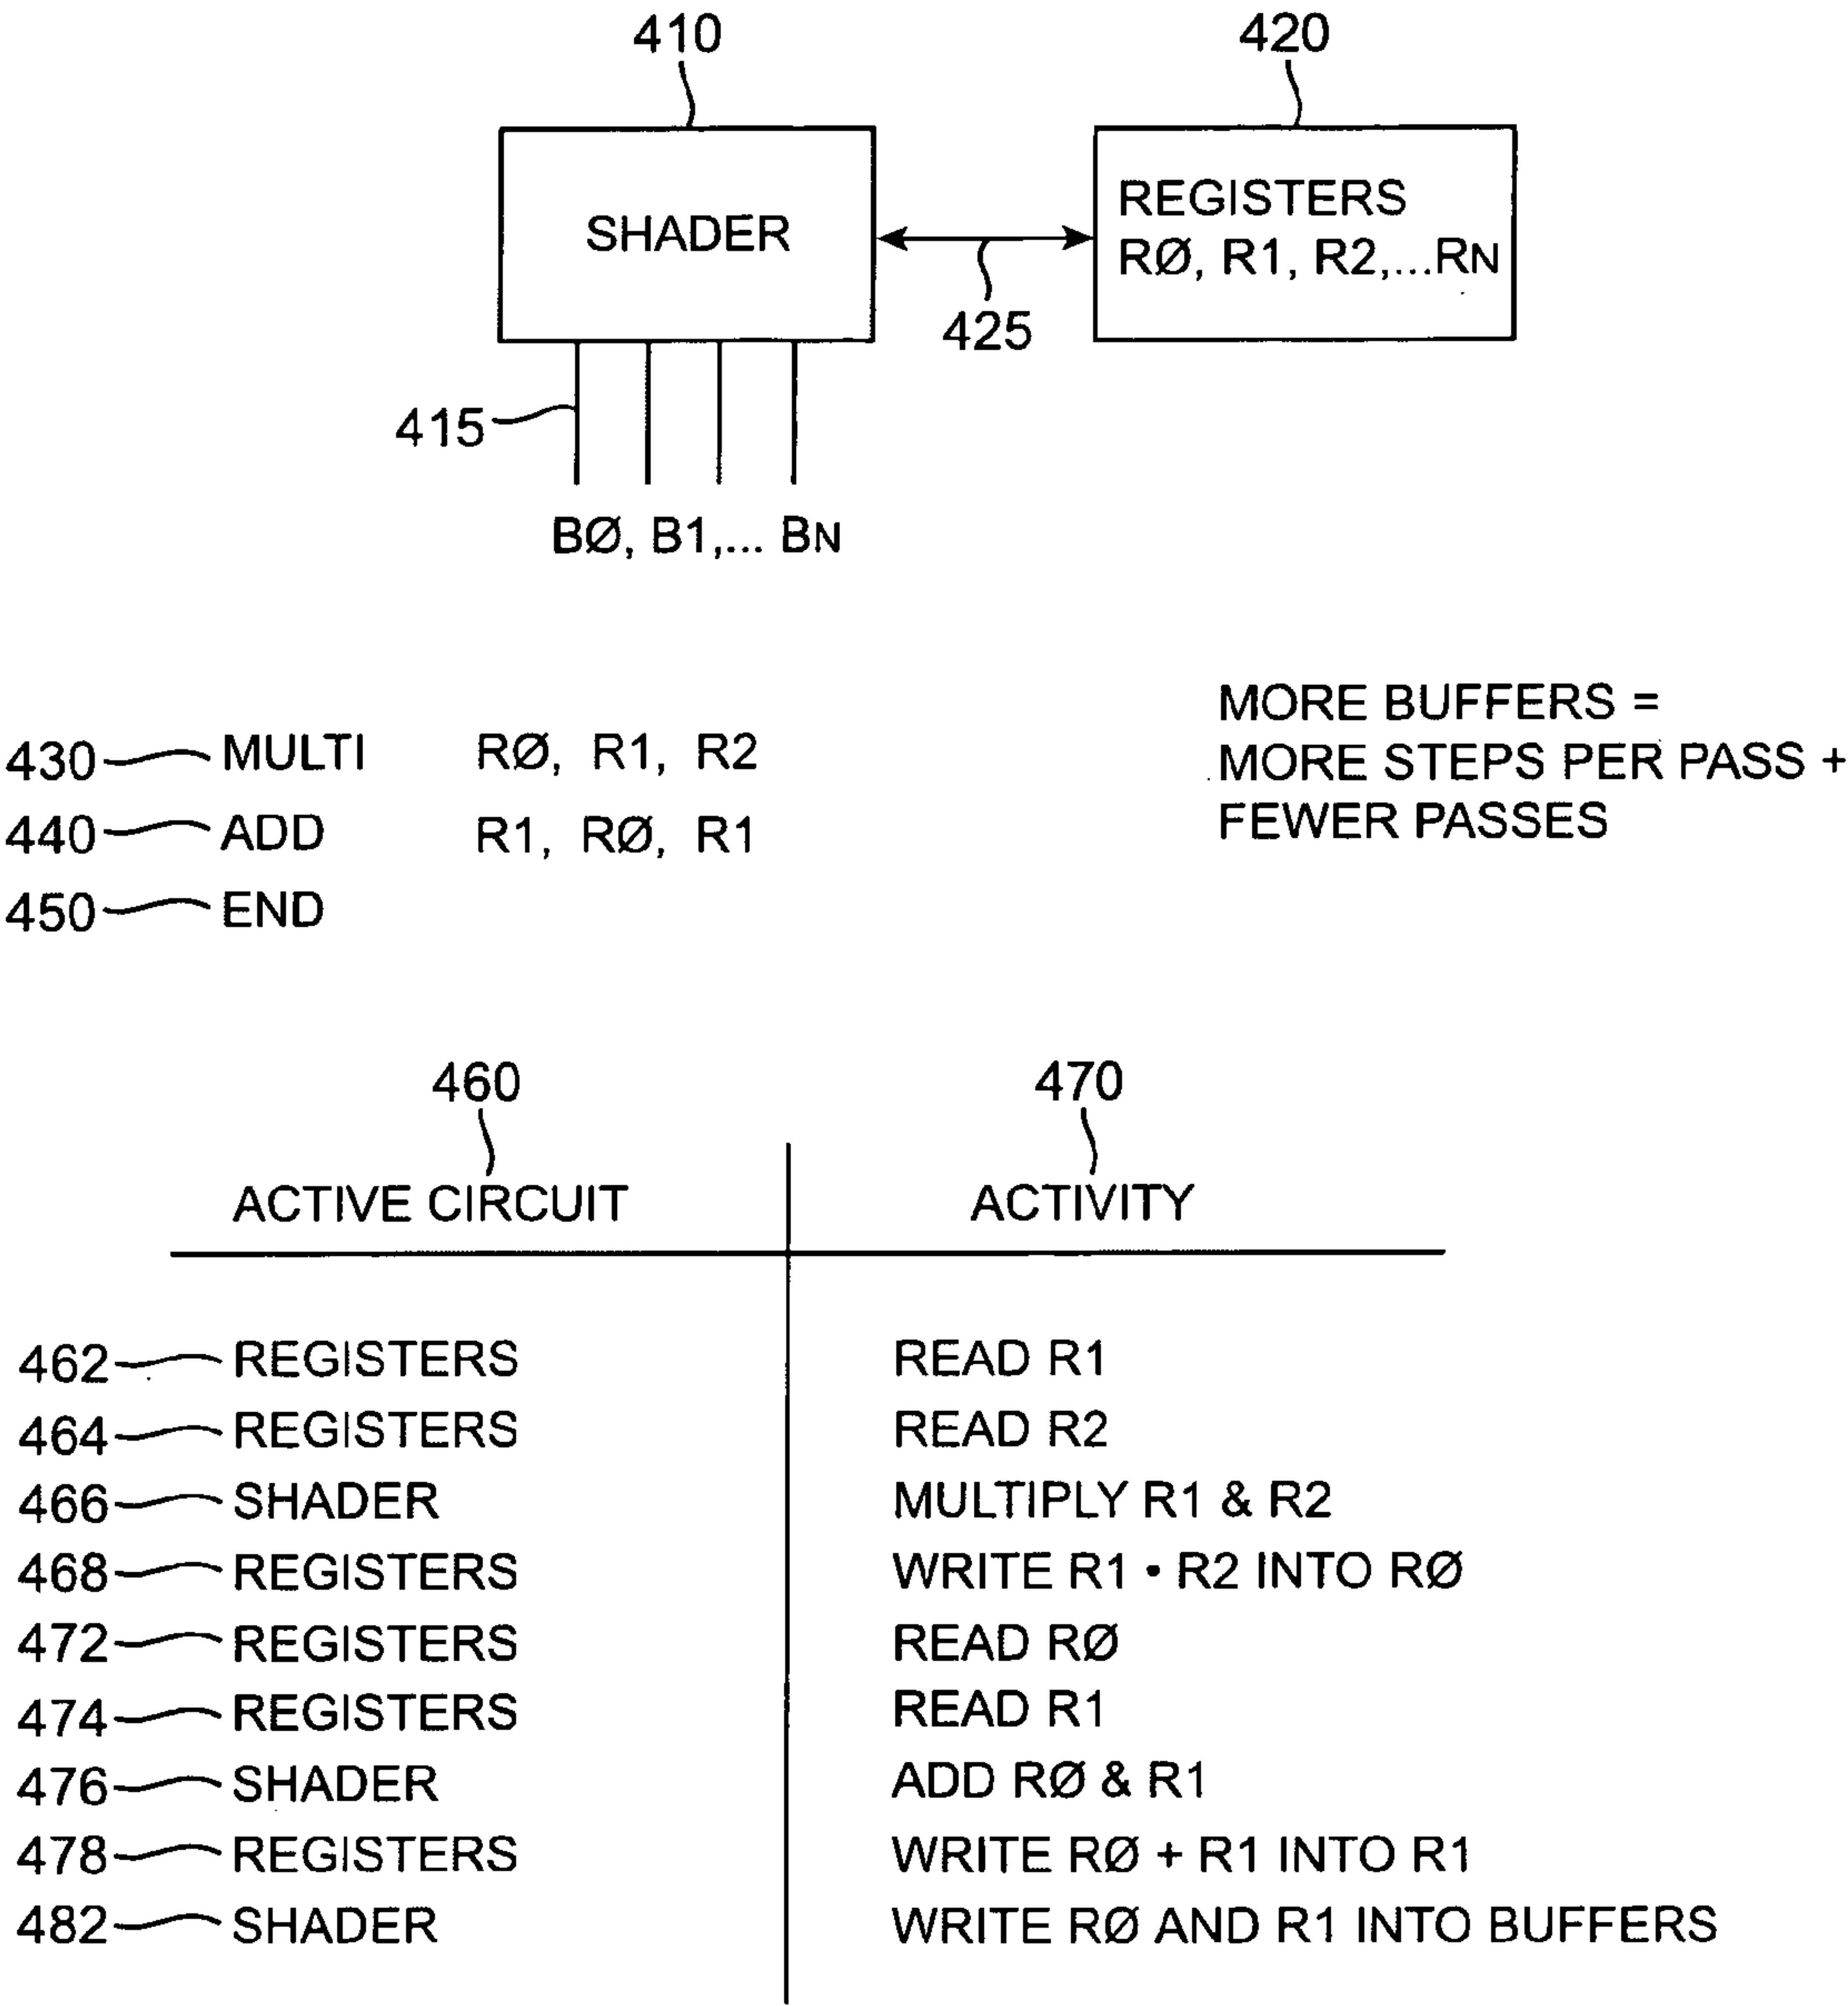 410
420
SHADER
REGISTERS
RØ, R1, R2,...RN
425
415
BØ, B1,... BN
MORE BUFFERS =
MORE STEPS PER PASS +
FEWER PASSES
430 MULTI RØ, R1, R2
440 ADD R1, RØ, R1
450 END
460 470
ACTIVE CIRCUIT ACTIVITY
462 REGISTERS READ R1
464 REGISTERS READ R2
466 SHADER MULTIPLY R1 & R2
468 REGISTERS WRITE R1 • R2 INTO RØ
472 REGISTERS READ RØ
474 REGISTERS READ R1
476 SHADER ADD RØ & R1
478 REGISTERS WRITE RØ + R1 INTO R1
482 SHADER WRITE RØ AND R1 INTO BUFFERS